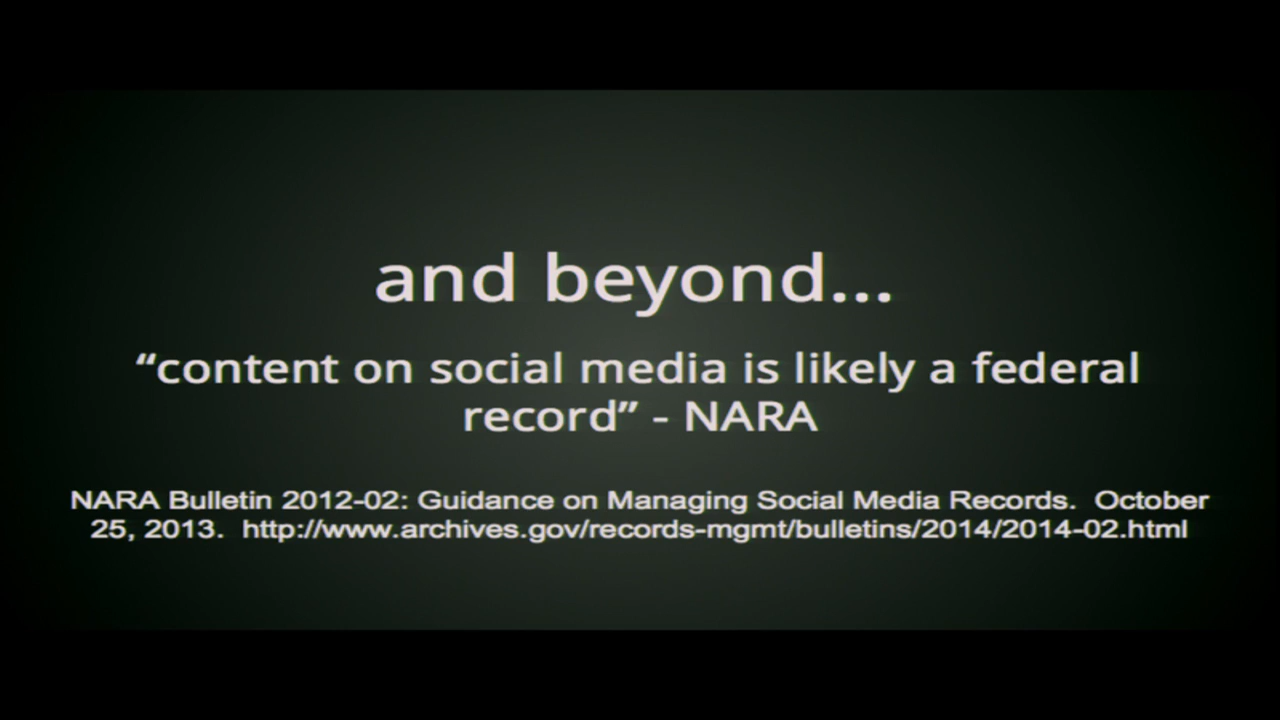 and beyond...
“content on social media is likely a federal
record” - NARA
NARA Bulletin 2012-02: Guidance on Managing Social Media Records.  October
25, 2013.  http://www.archives.gov/records-mgmt/bulletins/2014/2014-02.html